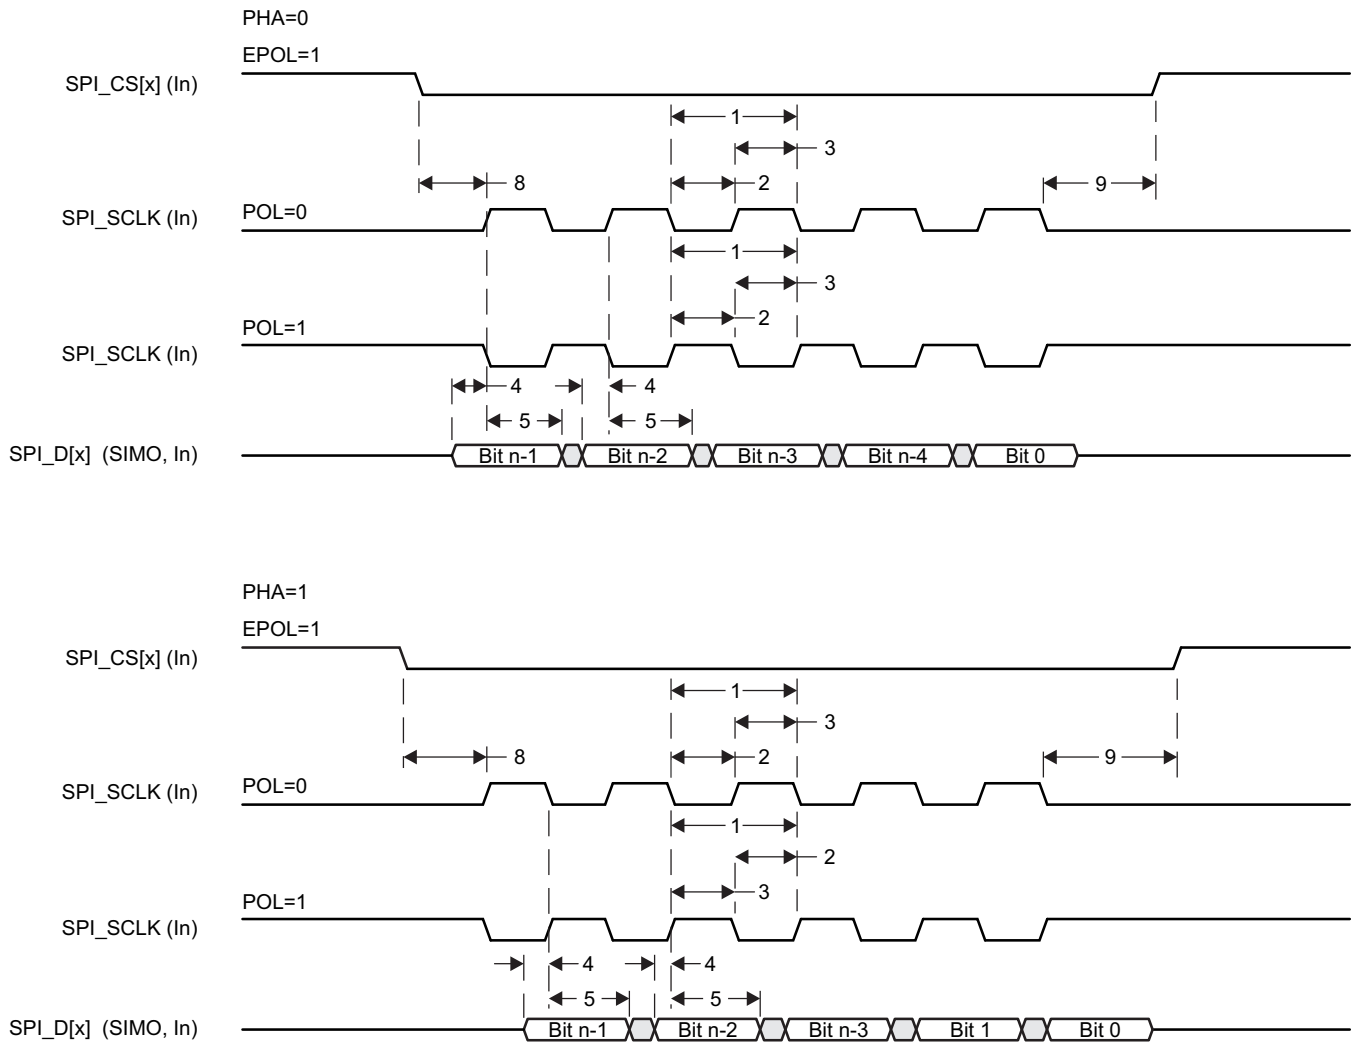 PHA=0
EPOL=1
SPI_CS[x] (In)
1
3
8
2
9
SPI_SCLK (In)
POL=0
1
3
2
POL=1
SPI_SCLK (In)
4
4
5
5
SPI_D[x] (SIMO, In)
Bit n-1
Bit n-2
Bit n-3
Bit n-4
Bit 0
PHA=1
EPOL=1
SPI_CS[x] (In)
1
3
8
2
9
SPI_SCLK (In)
POL=0
1
2
3
POL=1
SPI_SCLK (In)
4
4
5
5
SPI_D[x] (SIMO, In)
Bit n-1
Bit n-2
Bit n-3
Bit 1
Bit 0